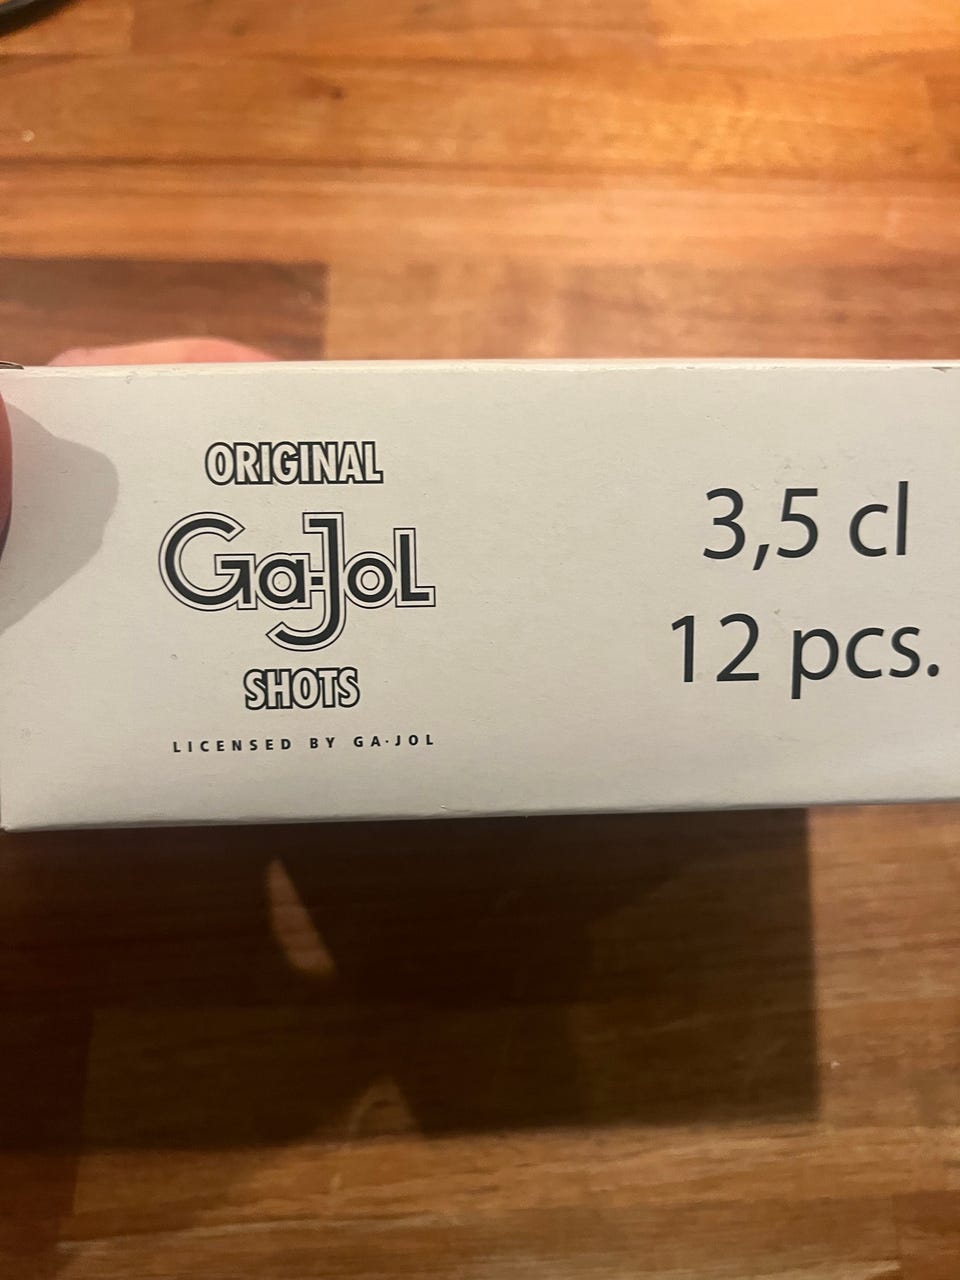 ORIGINAL
Ga-Jol
SHOTS
LICENSED BY GA·JOL
3,5 cl
12 pcs.